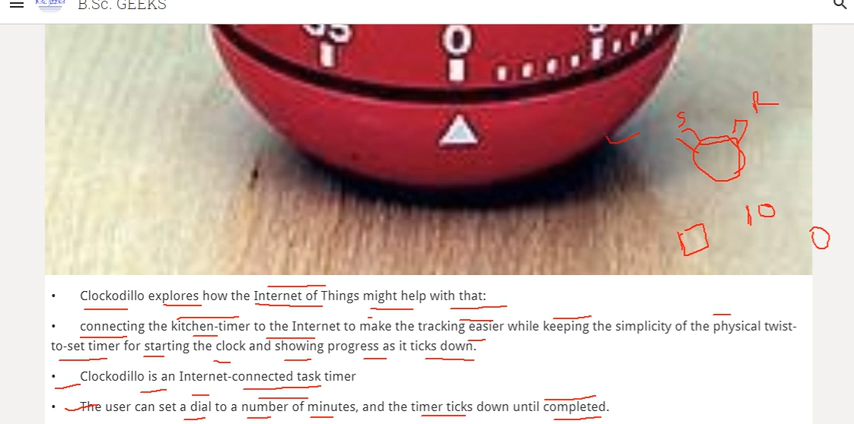 B.Sc. GEEKS
55 0 5
S R
10
0
• Clockodillo explores how the Internet of Things might help with that:
• connecting the kitchen-timer to the Internet to make the tracking easier while keeping the simplicity of the physical twist-
to-set timer for starting the clock and showing progress as it ticks down.
• Clockodillo is an Internet-connected task timer
• The user can set a dial to a number of minutes, and the timer ticks down until completed.